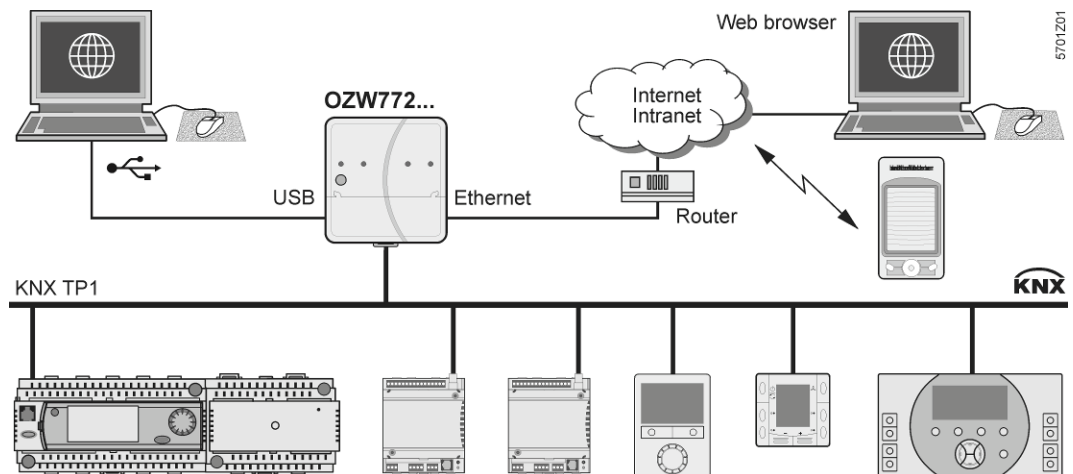 Web browser
5701Z01
OZW772...
Internet
Intranet
USB
Ethernet
Router
KNX TP1
KNX